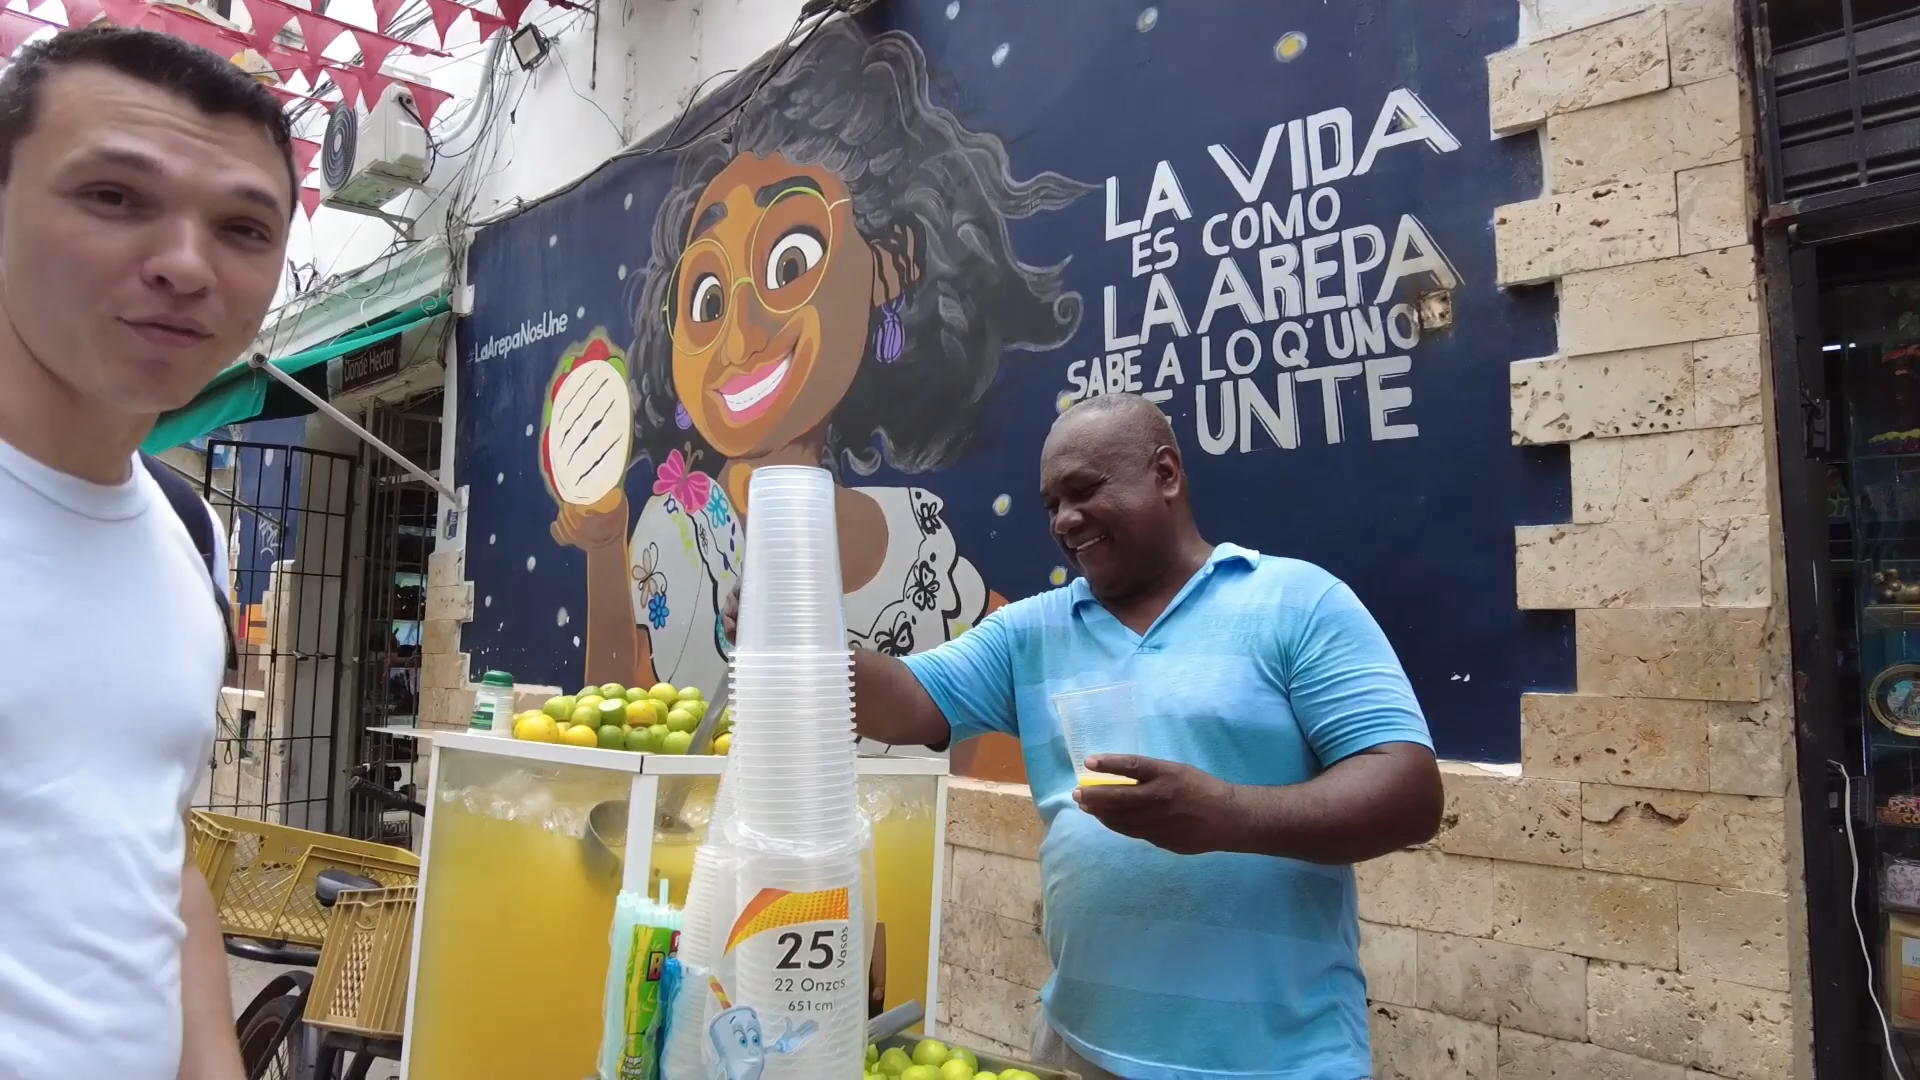 LA VIDA
ES COMO
LA AREPA
SABE A LO Q' UNO
LE UNTE
#LaArepaNosUne
Donde Hector
25 Vasos
22 Onzas
651 cm